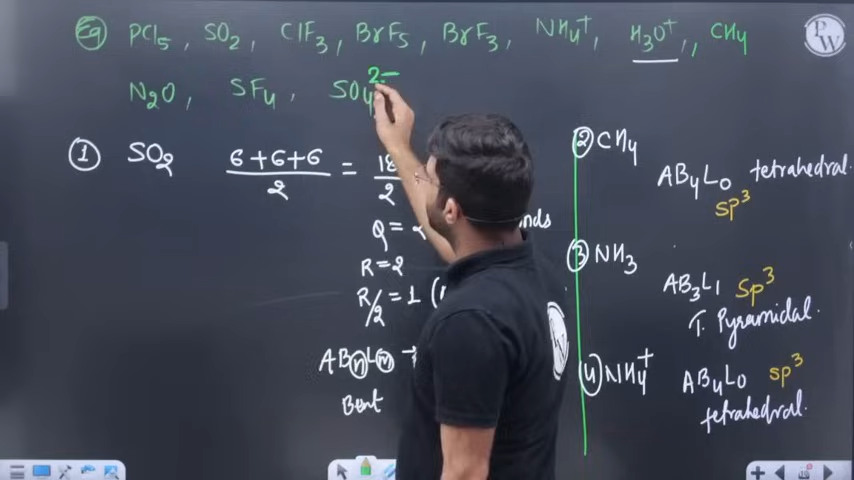 Eg PCl5, SO2, ClF3, BrF5, BrF3, NH4+, H3O+, CH4
N2O, SF4, SO4 2-
① SO2 6+6+6/2 = 18/2
Q =
R=2
R/2 = 1
ABnLm →
Bent
② CH4
AB4L0 tetrahedral
sp3
③ NH3
AB3L1 sp3
T. Pyramidal.
④ NH4+ AB4L0 sp3
tetrahedral.
PW